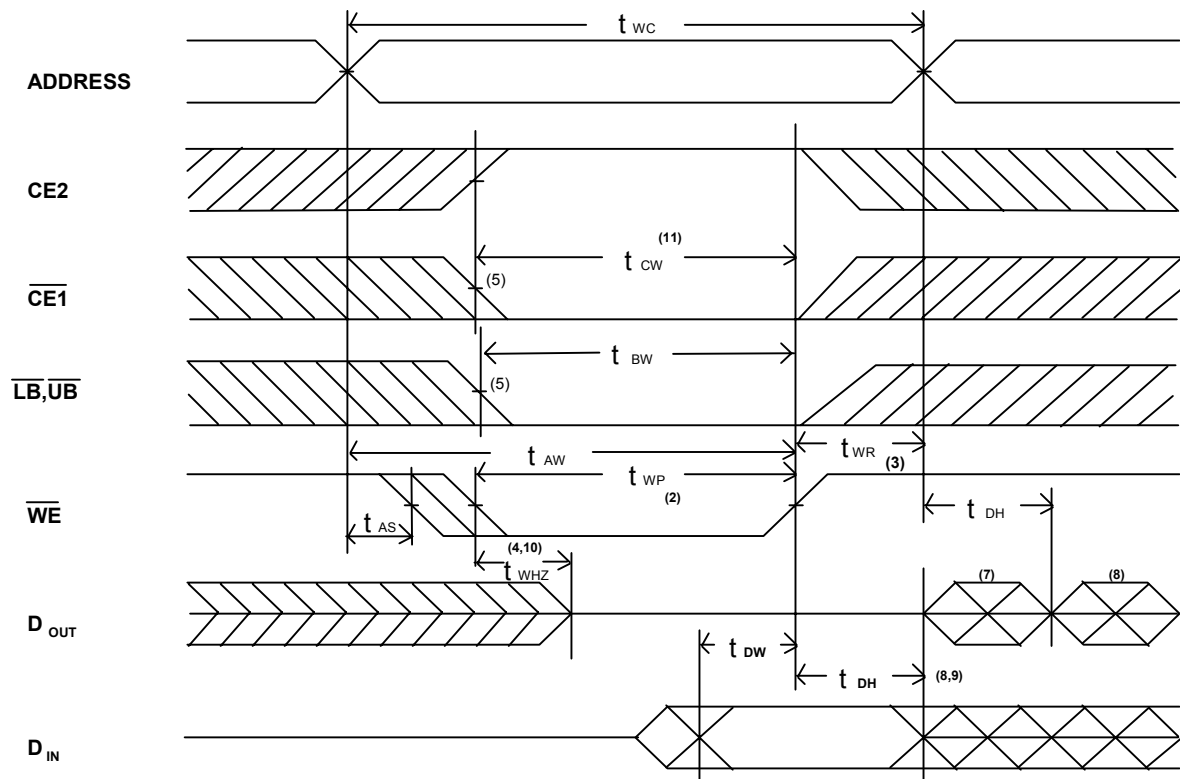 t WC
ADDRESS
CE2
(11)
t CW
CE1
(5)
t BW
LB,UB
(5)
t AW
t WR
(3)
t WP
(2)
WE
t AS
t DH
(4,10)
t WHZ
(7)
(8)
D OUT
t DW
t DH
(8,9)
D IN